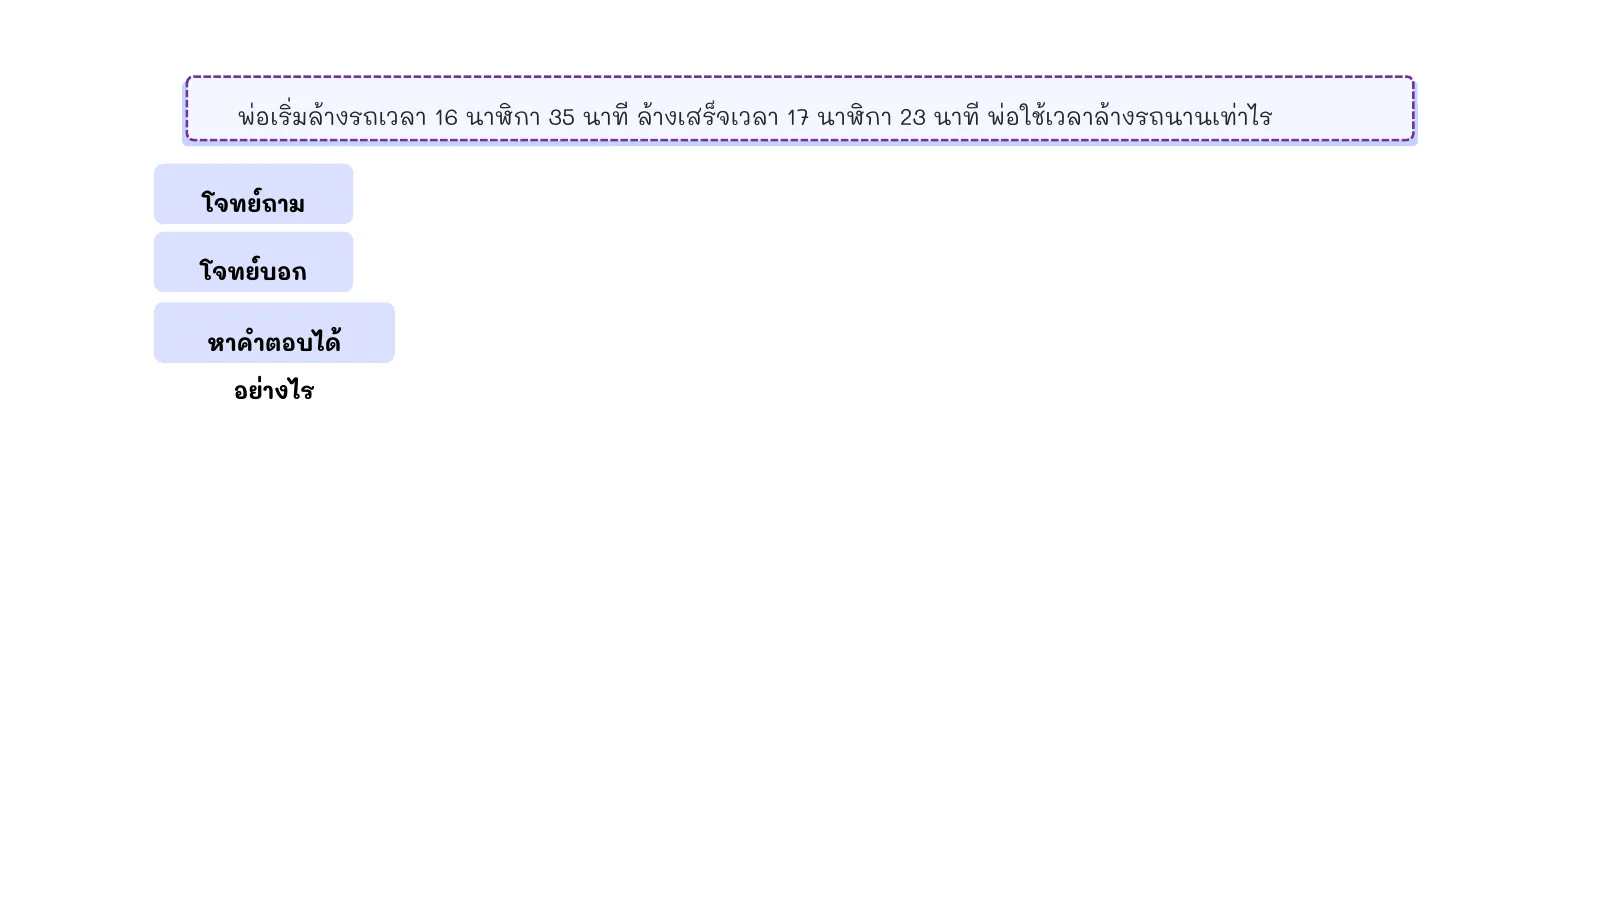 พ่อเริ่มล้างรถเวลา 16 นาฬิกา 35 นาที ล้างเสร็จเวลา 17 นาฬิกา 23 นาที พ่อใช้เวลาล้างรถนานเท่าไร
โจทย์ถาม
โจทย์บอก
หาคำตอบได้
อย่างไร